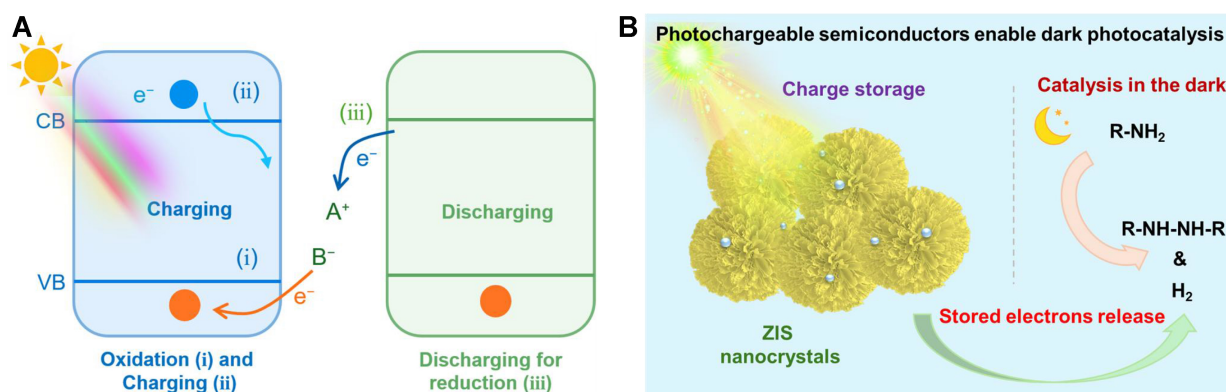 A
e⁻
(ii)
CB
(iii)
e⁻
Charging
A⁺
Discharging
(i)
B⁻
VB
e⁻
Oxidation (i) and
Charging (ii)
Discharging for
reduction (iii)
B
Photochargeable semiconductors enable dark photocatalysis
Charge storage
Catalysis in the dark
R-NH₂
R-NH-NH-R
&
H₂
Stored electrons release
ZIS
nanocrystals